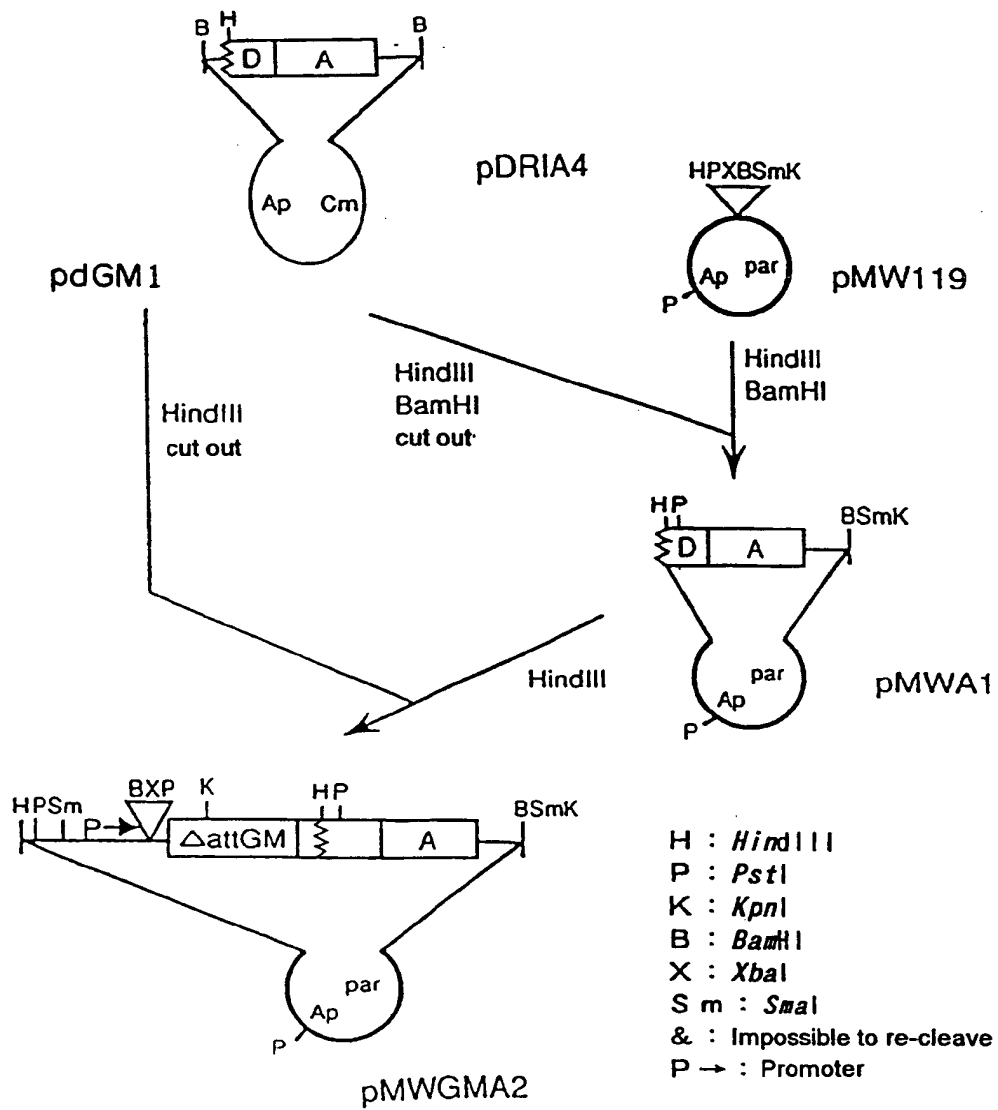 B
H
B
D
A
Ap
Cm
pDRIA4
HPXBSmK
Ap
par
P
pMW119
pdGM1
HindIII
cut out
HindIII
BamHI
cut out
HindIII
BamHI
HP
BSmK
D
A
par
Ap
P
pMWA1
HindIII
HPSm
P
BXP
K
HP
BSmK
△attGM
A
par
Ap
P
pMWGMA2
H : HindIII
P : PstI
K : KpnI
B : BamHI
X : XbaI
Sm : SmaI
& : Impossible to re-cleave
P → : Promoter